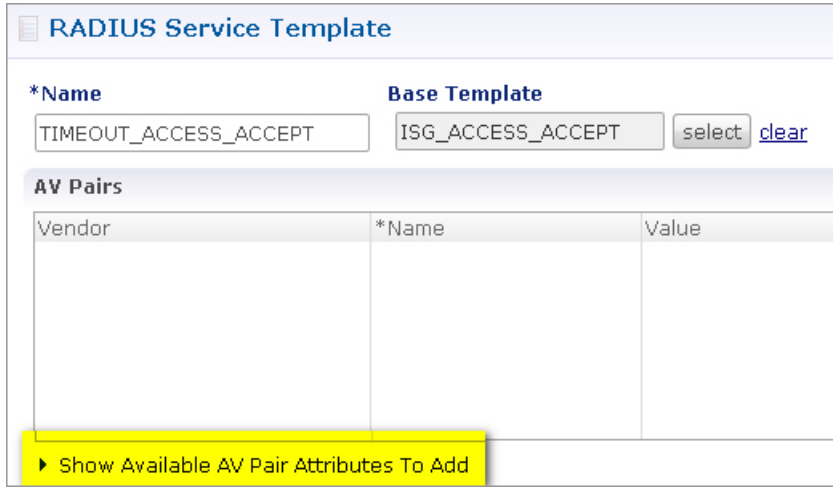 RADIUS Service Template
*Name Base Template
TIMEOUT_ACCESS_ACCEPT ISG_ACCESS_ACCEPT select clear
AV Pairs
Vendor *Name Value
Show Available AV Pair Attributes To Add